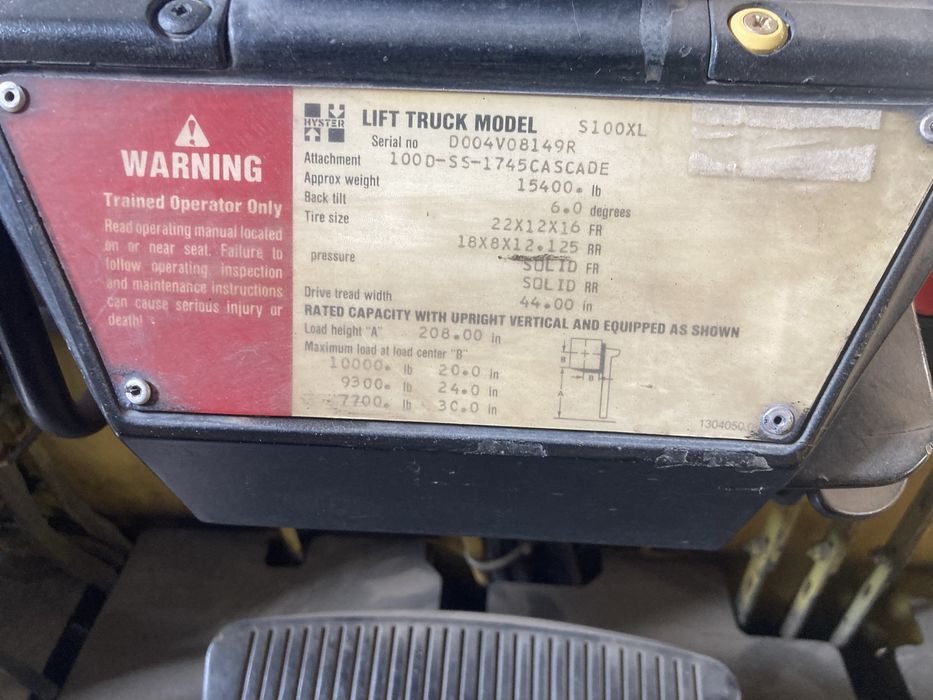 WARNING
Trained Operator Only
Read operating manual located
on or near seat. Failure to
follow operating, inspection
and maintenance instructions
can cause serious injury or
death!
HYSTER
LIFT TRUCK MODEL S100XL
Serial no D004V08149R
Attachment 100D-SS-1745CASCADE
Approx weight 15400. lb
Back tilt 6.0 degrees
Tire size 22X12X16 FR
18X8X12.125 RR
pressure SOLID FR
SOLID RR
Drive tread width 44.00 in
RATED CAPACITY WITH UPRIGHT VERTICAL AND EQUIPPED AS SHOWN
Load height "A" 208.00 in
Maximum load at load center "B"
10000. lb 20.0 in
9300. lb 24.0 in
7700. lb 30.0 in
B
B
A